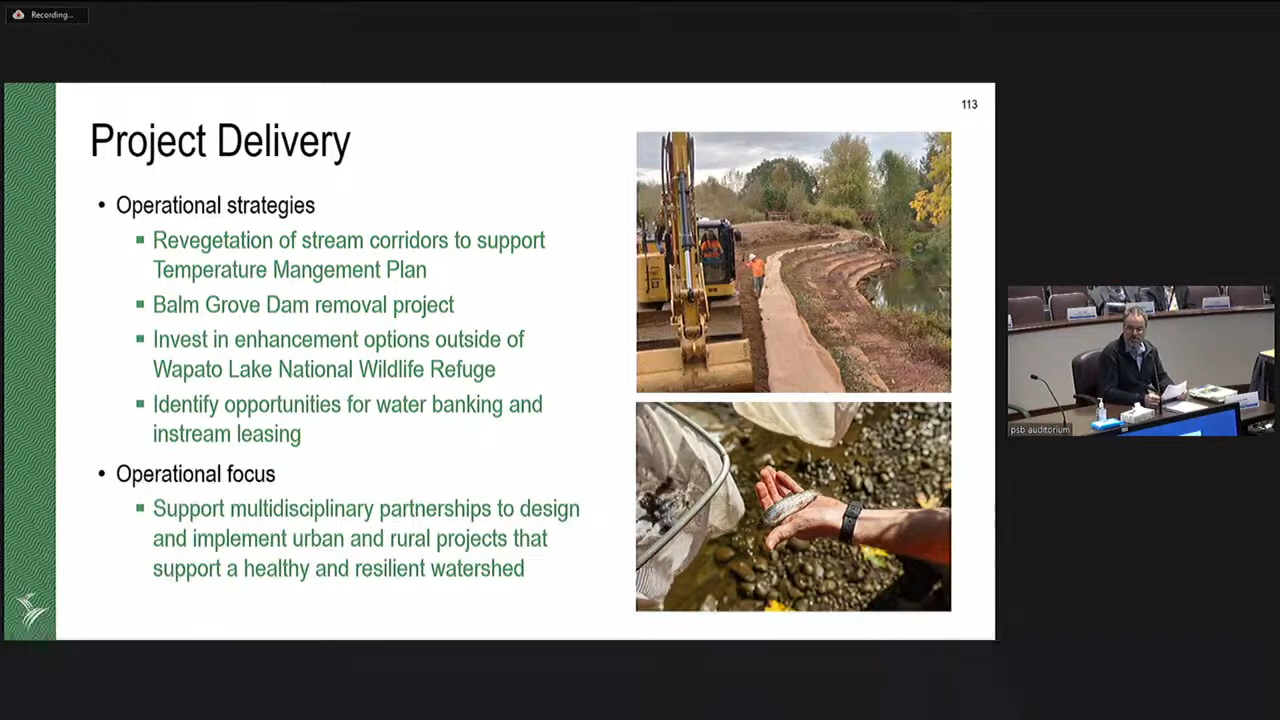 Recording...
113
Project Delivery
• Operational strategies
▪ Revegetation of stream corridors to support
Temperature Mangement Plan
▪ Balm Grove Dam removal project
▪ Invest in enhancement options outside of
Wapato Lake National Wildlife Refuge
▪ Identify opportunities for water banking and
instream leasing
• Operational focus
▪ Support multidisciplinary partnerships to design
and implement urban and rural projects that
support a healthy and resilient watershed
psb auditorium